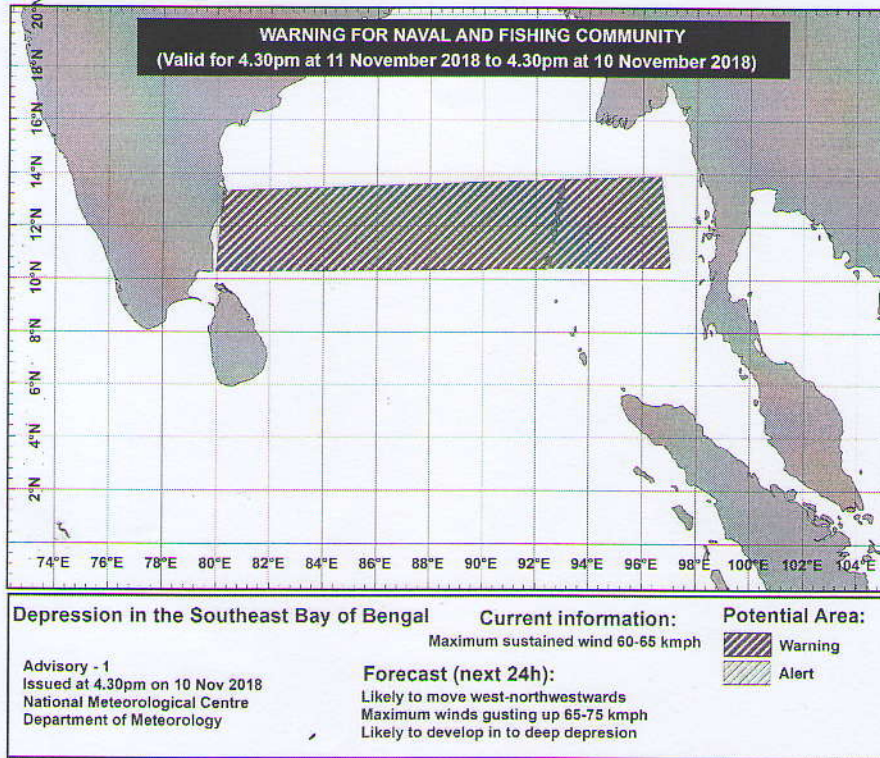 WARNING FOR NAVAL AND FISHING COMMUNITY
(Valid for 4.30pm at 11 November 2018 to 4.30pm at 10 November 2018)
20°N
18°N
16°N
14°N
12°N
10°N
8°N
6°N
4°N
2°N
74°E 76°E 78°E 80°E 82°E 84°E 86°E 88°E 90°E 92°E 94°E 96°E 98°E 100°E 102°E 104°E
Depression in the Southeast Bay of Bengal
Advisory - 1
Issued at 4.30pm on 10 Nov 2018
National Meteorological Centre
Department of Meteorology
Current information:
Maximum sustained wind 60-65 kmph
Forecast (next 24h):
Likely to move west-northwestwards
Maximum winds gusting up 65-75 kmph
Likely to develop in to deep depresion
Potential Area:
Warning
Alert